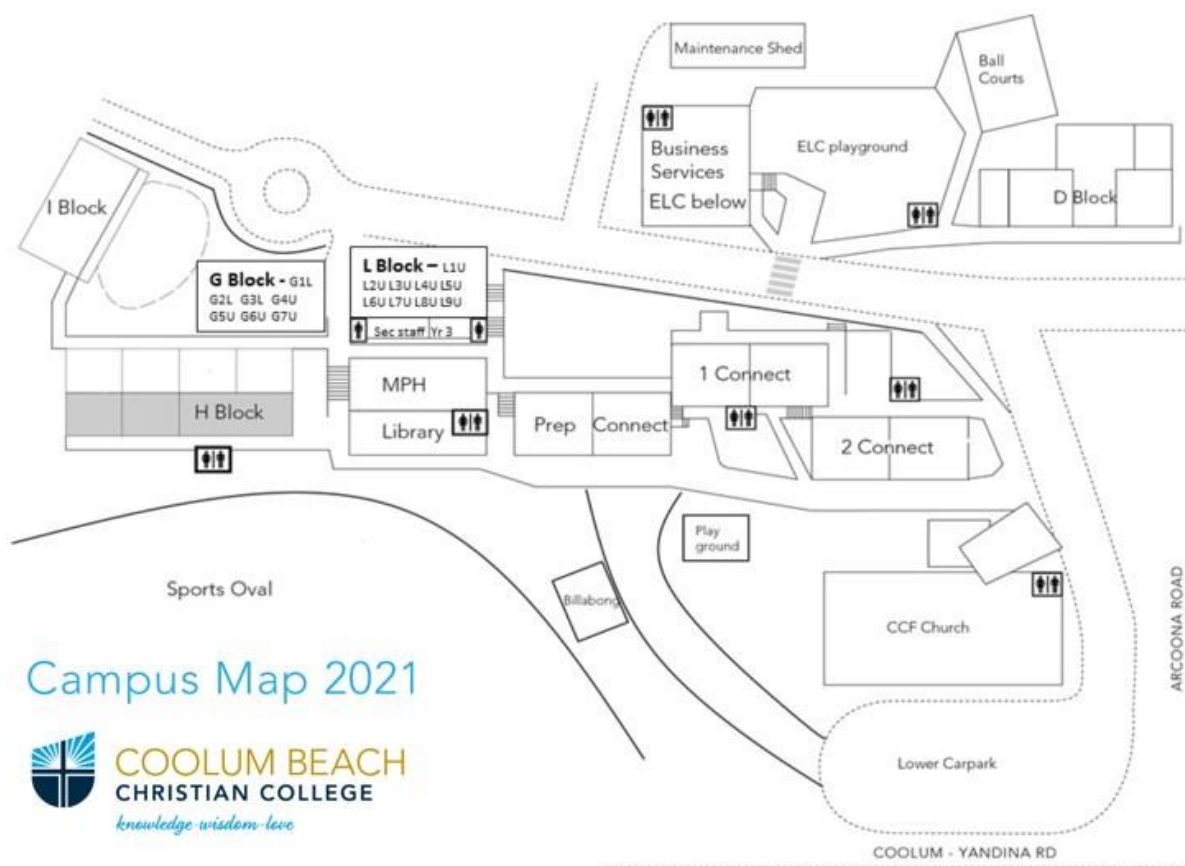 Maintenance Shed
Ball
Courts
Business
Services
ELC below
ELC playground
D Block
I Block
G Block - G1L
G2L G3L G4U
G5U G6U G7U
L Block – L1U
L2U L3U L4U L5U
L6U L7U L8U L9U
Sec staff Yr 3
MPH
Library
H Block
Prep
Connect
1 Connect
2 Connect
Play
ground
Billabong
Sports Oval
CCF Church
Lower Carpark
ARCOONA ROAD
COOLUM - YANDINA RD
Campus Map 2021
COOLUM BEACH
CHRISTIAN COLLEGE
knowledge-wisdom-love